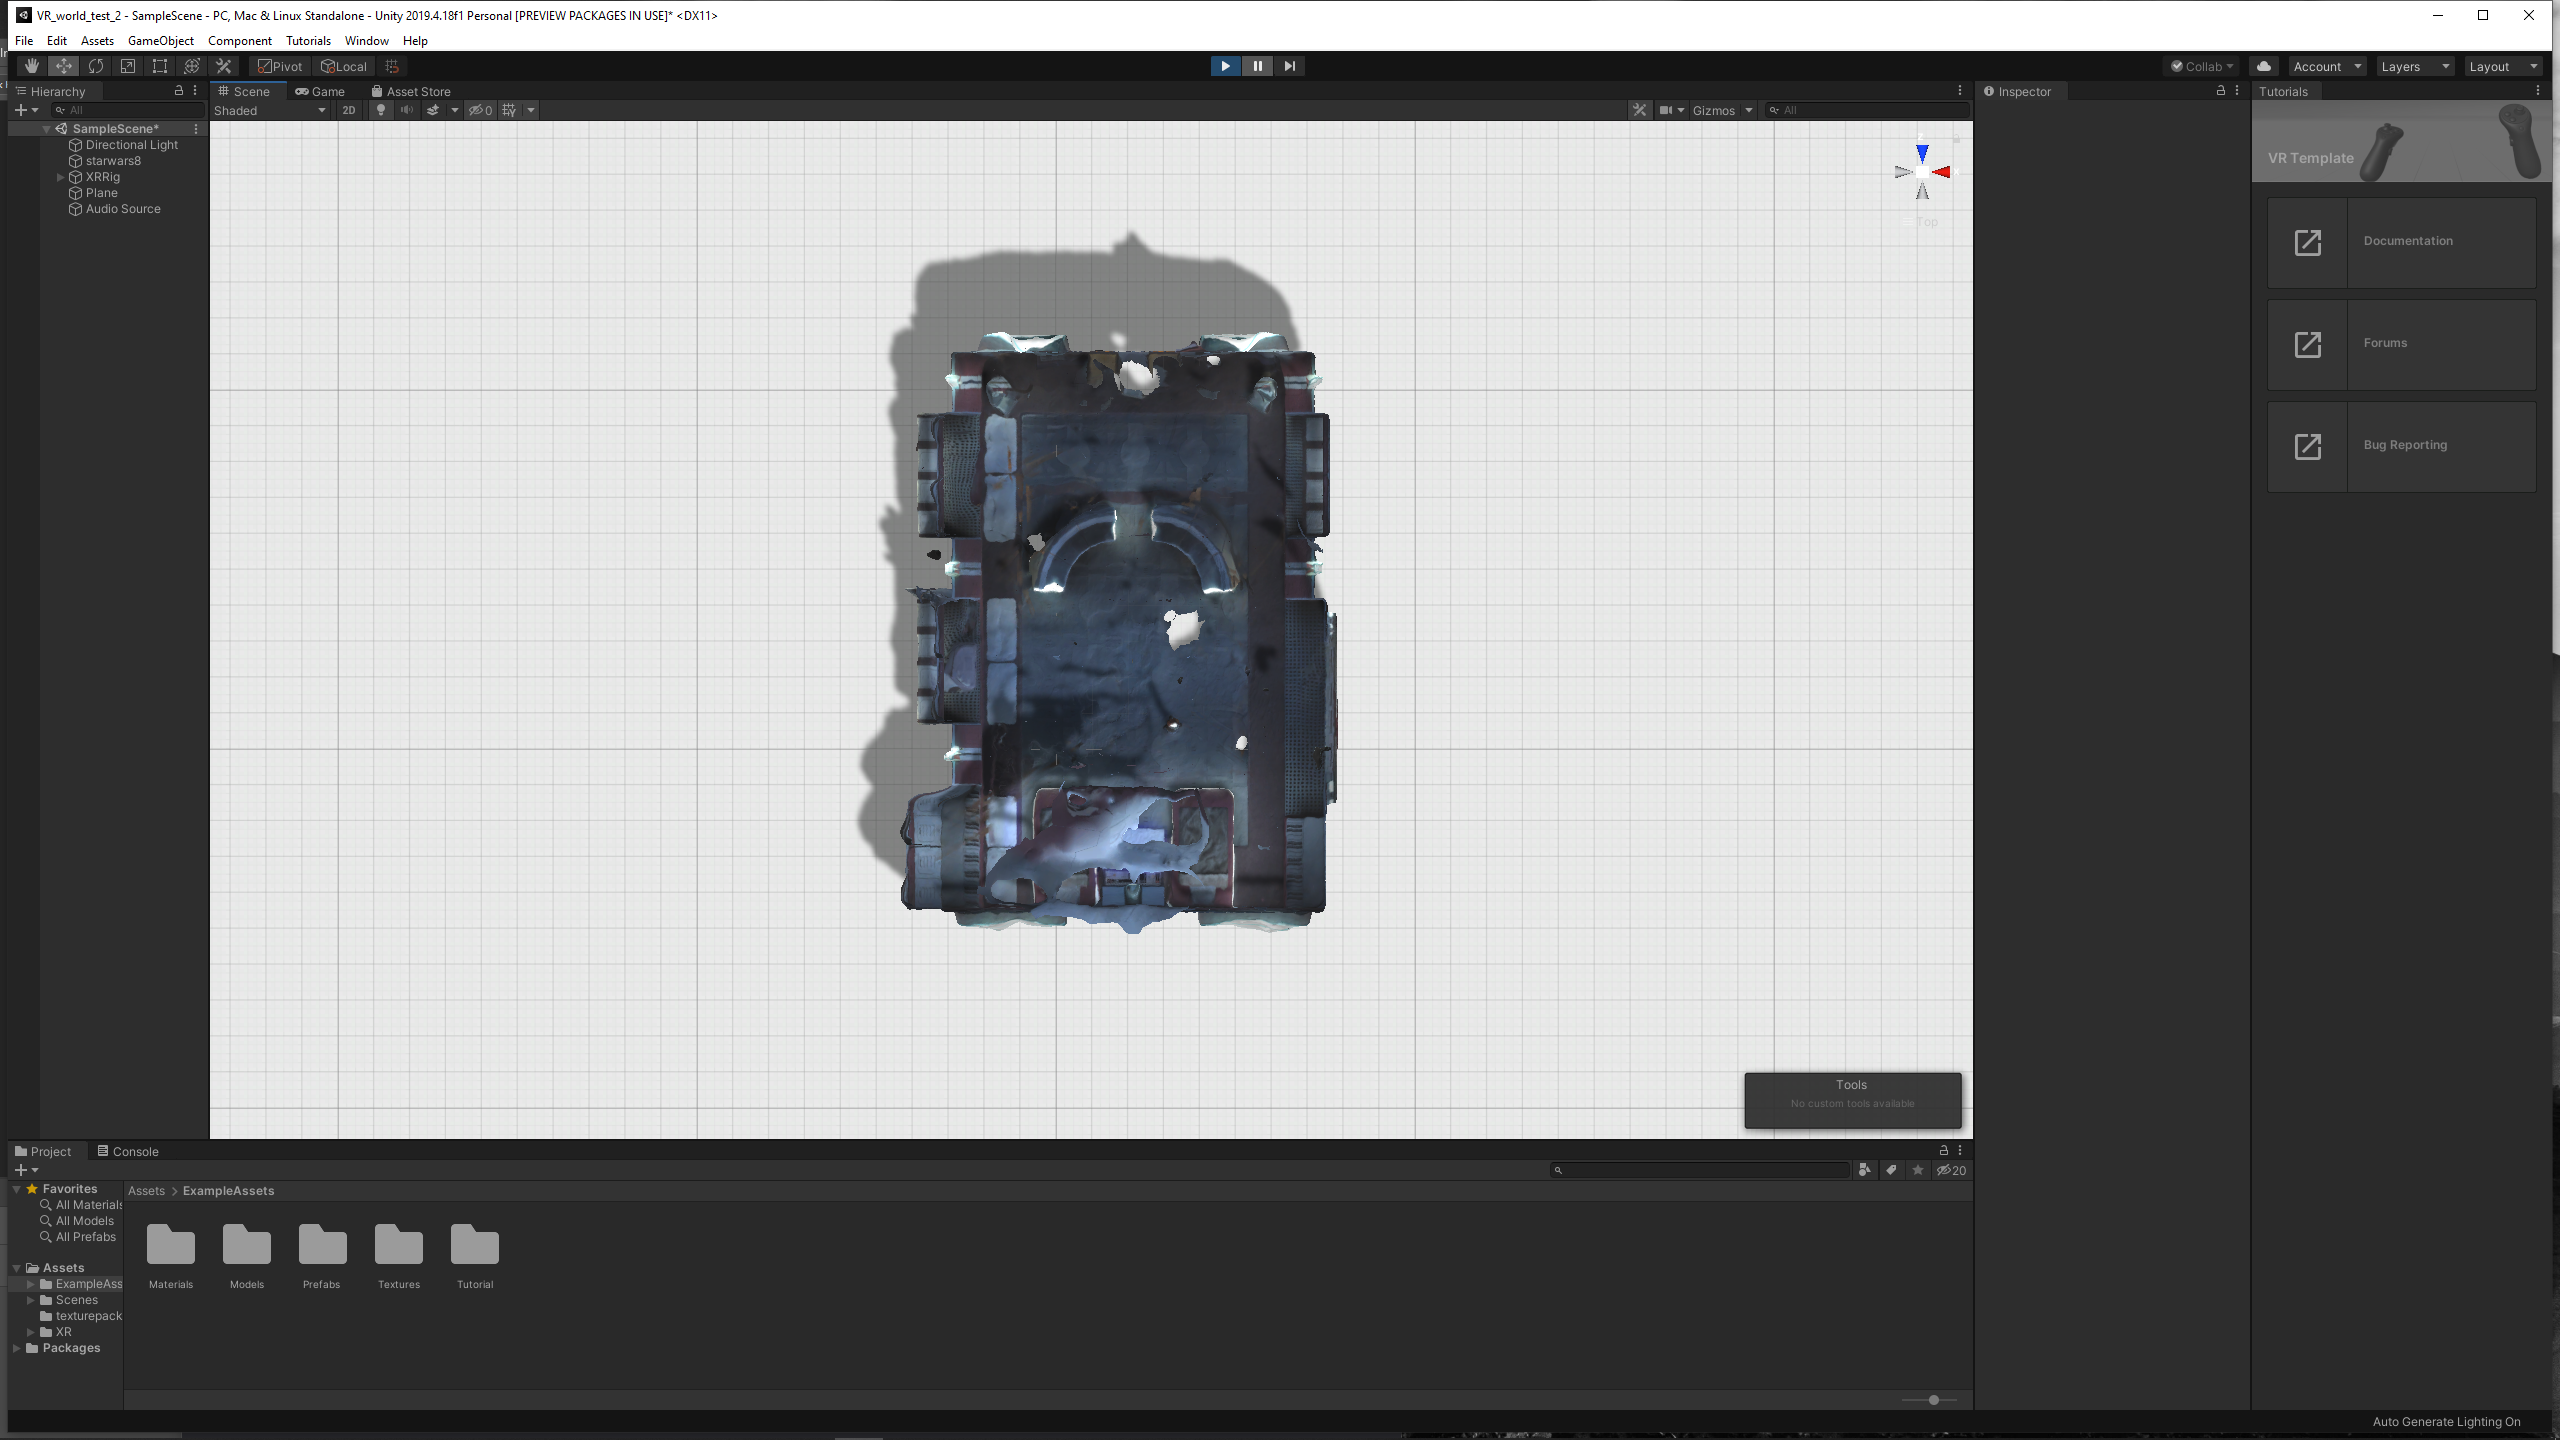 VR_world_test_2 - SampleScene - PC, Mac & Linux Standalone - Unity 2019.4.18f1 Personal [PREVIEW PACKAGES IN USE]* <DX11>
File Edit Assets GameObject Component Tutorials Window Help
Pivot Local Collab Account Layers Layout
Hierarchy
All
SampleScene*
Directional Light
starwars8
XRRig
Plane
Audio Source
Scene Game Asset Store
Shaded 2D 0 Gizmos All
z
x
Top
Tools
No custom tools available
Inspector
Tutorials
VR Template
Documentation
Forums
Bug Reporting
Project Console
20
Favorites
All Materials
All Models
All Prefabs
Assets
ExampleAss
Scenes
texturepack
XR
Packages
Assets > ExampleAssets
Materials Models Prefabs Textures Tutorial
Auto Generate Lighting On